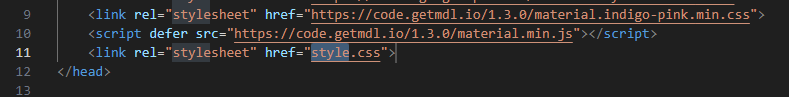 9 <link rel="stylesheet" href="https://code.getmdl.io/1.3.0/material.indigo-pink.min.css">
10 <script defer src="https://code.getmdl.io/1.3.0/material.min.js"></script>
11 <link rel="stylesheet" href="style.css">
12 </head>
13